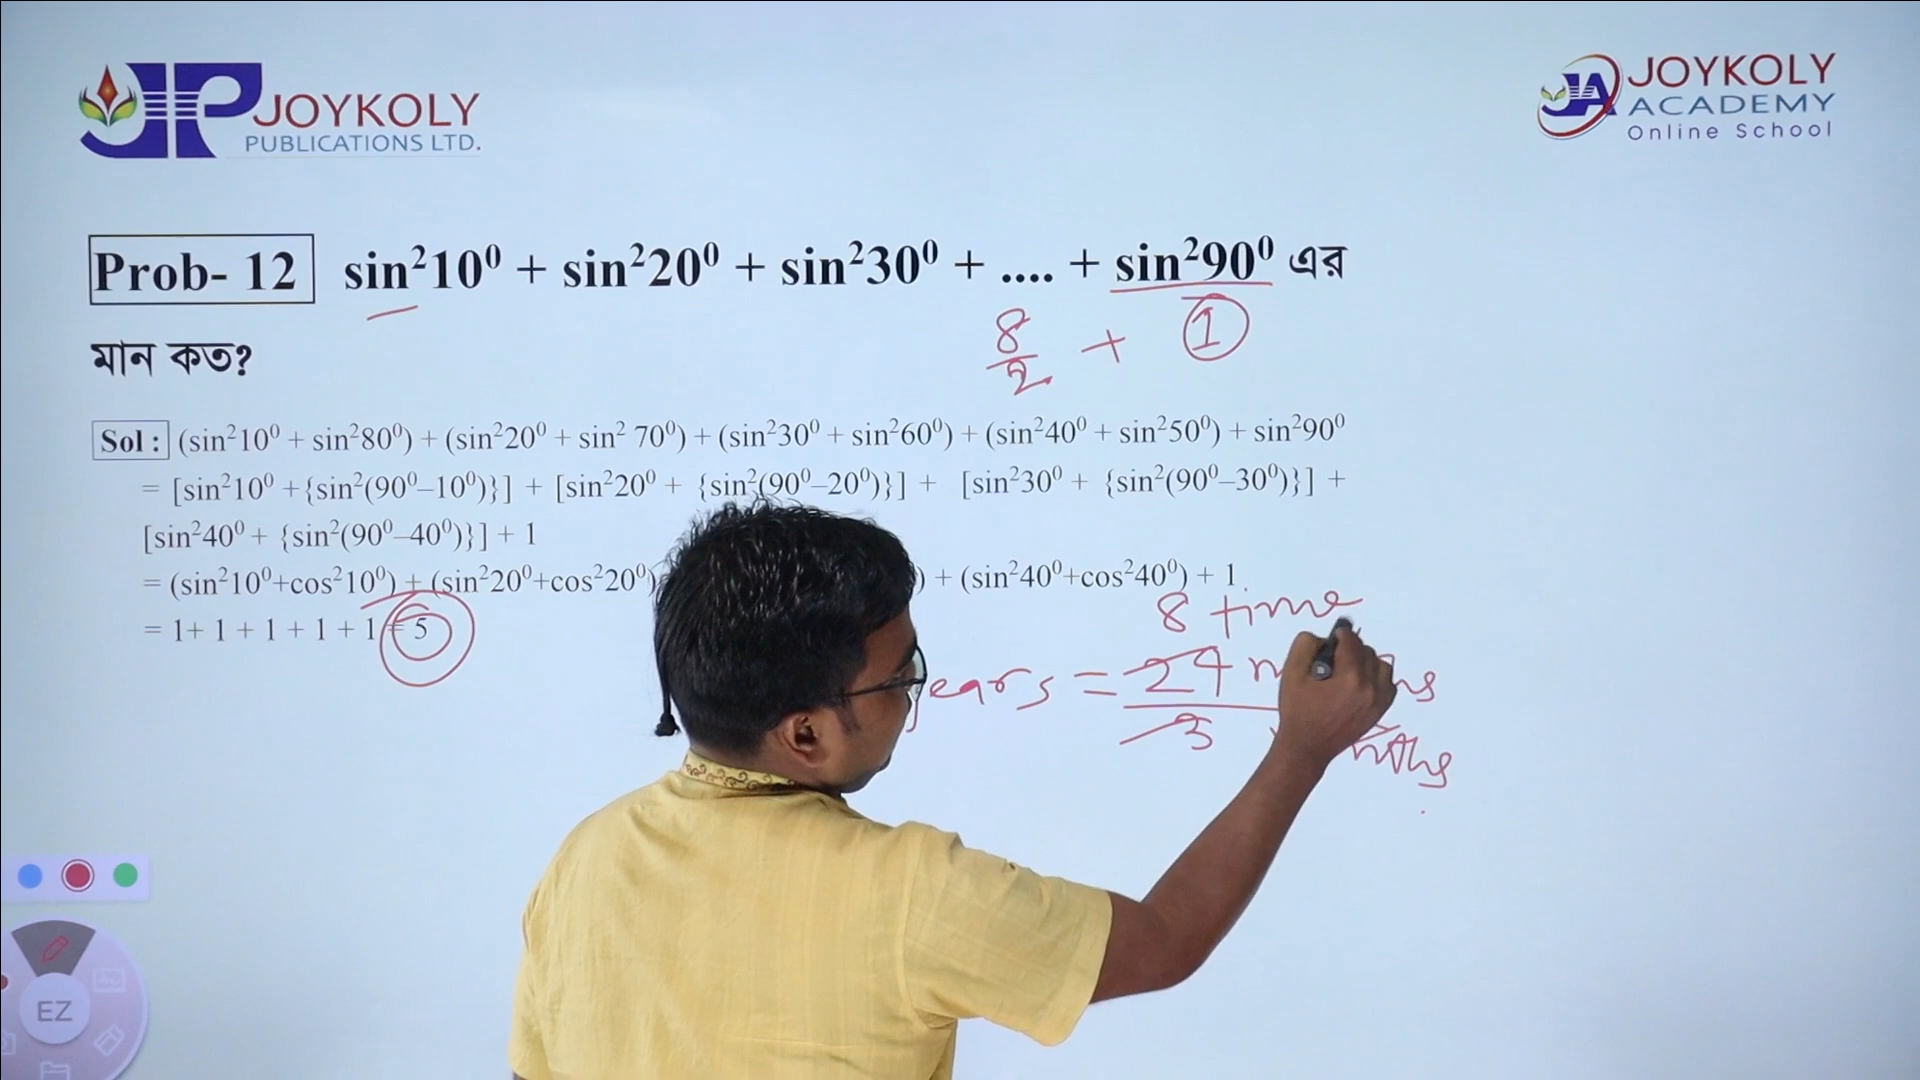 JOYKOLY
PUBLICATIONS LTD.
JOYKOLY
ACADEMY
Online School
Prob- 12 sin²10⁰ + sin²20⁰ + sin²30⁰ + .... + sin²90⁰ এর
মান কত?
8/2 + 1
Sol : (sin²10⁰ + sin²80⁰) + (sin²20⁰ + sin² 70⁰) + (sin²30⁰ + sin²60⁰) + (sin²40⁰ + sin²50⁰) + sin²90⁰
= [sin²10⁰ +{sin²(90⁰–10⁰)}] + [sin²20⁰ + {sin²(90⁰–20⁰)}] + [sin²30⁰ + {sin²(90⁰–30⁰)}] +
[sin²40⁰ + {sin²(90⁰–40⁰)}] + 1
= (sin²10⁰+cos²10⁰) + (sin²20⁰+cos²20⁰) ) + (sin²40⁰+cos²40⁰) + 1
= 1+ 1 + 1 + 1 + 1 = 5
8 time
ears = 24
3
EZ